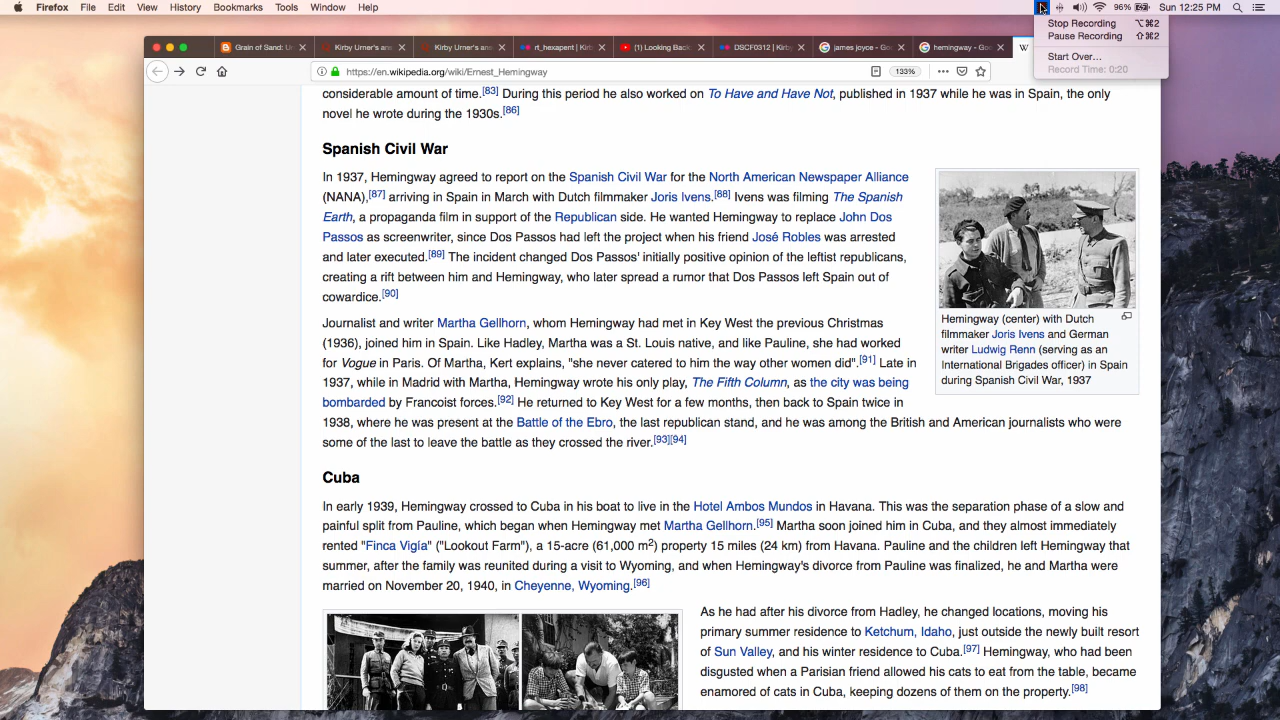 Firefox File Edit View History Bookmarks Tools Window Help 96% Sun 12:25 PM
Stop Recording ⌥⌘2
Pause Recording ⇧⌘2
Start Over...
Record Time: 0:20
Grain of Sand: U Kirby Urner's ans Kirby Urner's ans rt_hexapent | Kirb (1) Looking Back DSCF0312 | Kirby james joyce - Goo hemingway - Goo W
https://en.wikipedia.org/wiki/Ernest_Hemingway 133%
considerable amount of time.[83] During this period he also worked on To Have and Have Not, published in 1937 while he was in Spain, the only
novel he wrote during the 1930s.[86]
Spanish Civil War
In 1937, Hemingway agreed to report on the Spanish Civil War for the North American Newspaper Alliance
(NANA),[87] arriving in Spain in March with Dutch filmmaker Joris Ivens.[88] Ivens was filming The Spanish
Earth, a propaganda film in support of the Republican side. He wanted Hemingway to replace John Dos
Passos as screenwriter, since Dos Passos had left the project when his friend José Robles was arrested
and later executed.[89] The incident changed Dos Passos' initially positive opinion of the leftist republicans,
creating a rift between him and Hemingway, who later spread a rumor that Dos Passos left Spain out of
cowardice.[90]
Hemingway (center) with Dutch
filmmaker Joris Ivens and German
writer Ludwig Renn (serving as an
International Brigades officer) in Spain
during Spanish Civil War, 1937
Journalist and writer Martha Gellhorn, whom Hemingway had met in Key West the previous Christmas
(1936), joined him in Spain. Like Hadley, Martha was a St. Louis native, and like Pauline, she had worked
for Vogue in Paris. Of Martha, Kert explains, "she never catered to him the way other women did".[91] Late in
1937, while in Madrid with Martha, Hemingway wrote his only play, The Fifth Column, as the city was being
bombarded by Francoist forces.[92] He returned to Key West for a few months, then back to Spain twice in
1938, where he was present at the Battle of the Ebro, the last republican stand, and he was among the British and American journalists who were
some of the last to leave the battle as they crossed the river.[93][94]
Cuba
In early 1939, Hemingway crossed to Cuba in his boat to live in the Hotel Ambos Mundos in Havana. This was the separation phase of a slow and
painful split from Pauline, which began when Hemingway met Martha Gellhorn.[95] Martha soon joined him in Cuba, and they almost immediately
rented "Finca Vigía" ("Lookout Farm"), a 15-acre (61,000 m2) property 15 miles (24 km) from Havana. Pauline and the children left Hemingway that
summer, after the family was reunited during a visit to Wyoming, and when Hemingway's divorce from Pauline was finalized, he and Martha were
married on November 20, 1940, in Cheyenne, Wyoming.[96]
As he had after his divorce from Hadley, he changed locations, moving his
primary summer residence to Ketchum, Idaho, just outside the newly built resort
of Sun Valley, and his winter residence to Cuba.[97] Hemingway, who had been
disgusted when a Parisian friend allowed his cats to eat from the table, became
enamored of cats in Cuba, keeping dozens of them on the property.[98]